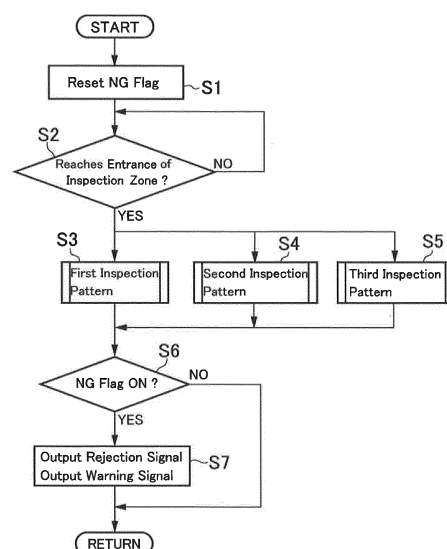 START
Reset NG Flag
S1
S2
Reaches Entrance of
Inspection Zone ?
NO
YES
S3
S4
S5
First Inspection
Pattern
Second Inspection
Pattern
Third Inspection
Pattern
S6
NG Flag ON ?
NO
YES
Output Rejection Signal
Output Warning Signal
S7
RETURN